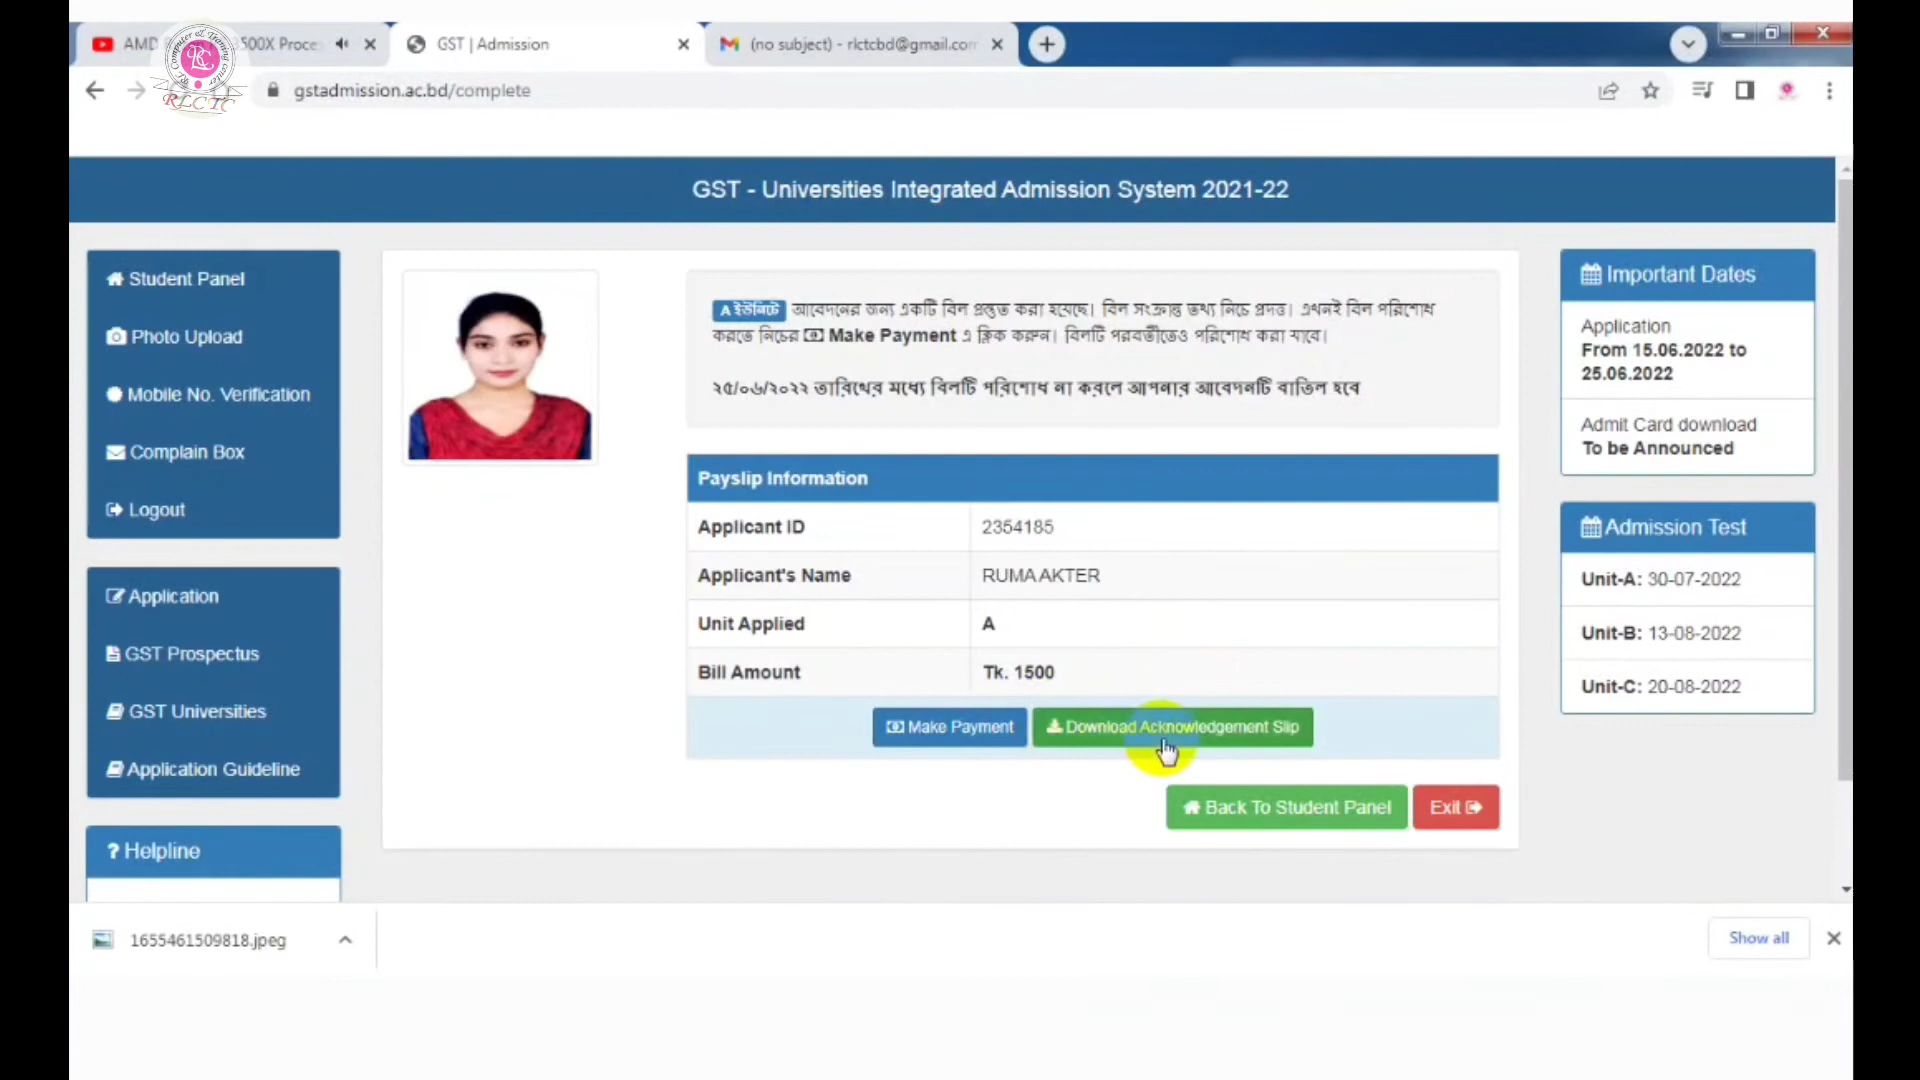 AMD
500X Proce
GST | Admission
(no subject) - rlctcbd@gmail.com
Computer & Training center
RLC
RLCTC
gstadmission.ac.bd/complete
GST - Universities Integrated Admission System 2021-22
Student Panel
Photo Upload
Mobile No. Verification
Complain Box
Logout
Application
GST Prospectus
GST Universities
Application Guideline
? Helpline
A ইউনিটে আবেদনের জন্য একটি বিল প্রস্তুত করা হয়েছে। বিল সংক্রান্ত তথ্য নিচে প্রদত্ত। এখনই বিল পরিশোধ
করতে নিচের Make Payment এ ক্লিক করুন। বিলটি পরবর্তীতেও পরিশোধ করা যাবে।
২৫/০৬/২০২২ তারিখের মধ্যে বিলটি পরিশোধ না করলে আপনার আবেদনটি বাতিল হবে
Payslip Information
Applicant ID 2354185
Applicant's Name RUMA AKTER
Unit Applied A
Bill Amount Tk. 1500
Make Payment Download Acknowledgement Slip
Back To Student Panel Exit
Important Dates
Application
From 15.06.2022 to
25.06.2022
Admit Card download
To be Announced
Admission Test
Unit-A: 30-07-2022
Unit-B: 13-08-2022
Unit-C: 20-08-2022
1655461509818.jpeg
Show all